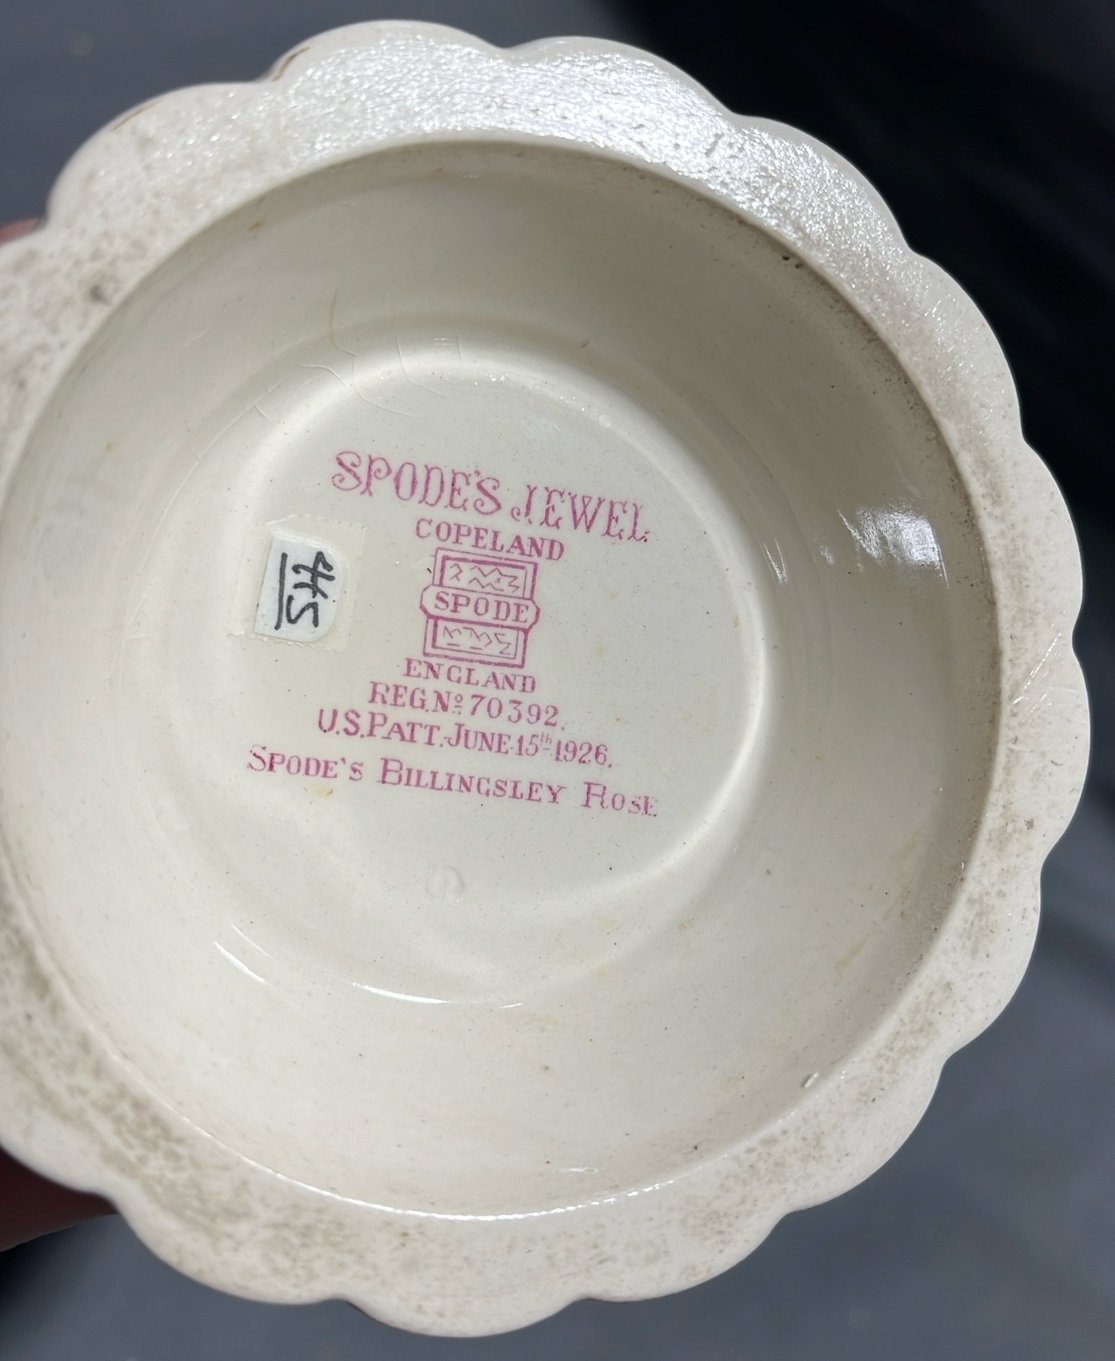 SPODE'S JEWEL
COPELAND
SPODE
ENGLAND
REG. Nº 70392.
U.S. PATT. JUNE 15th 1926.
SPODE'S BILLINGSLEY ROSE